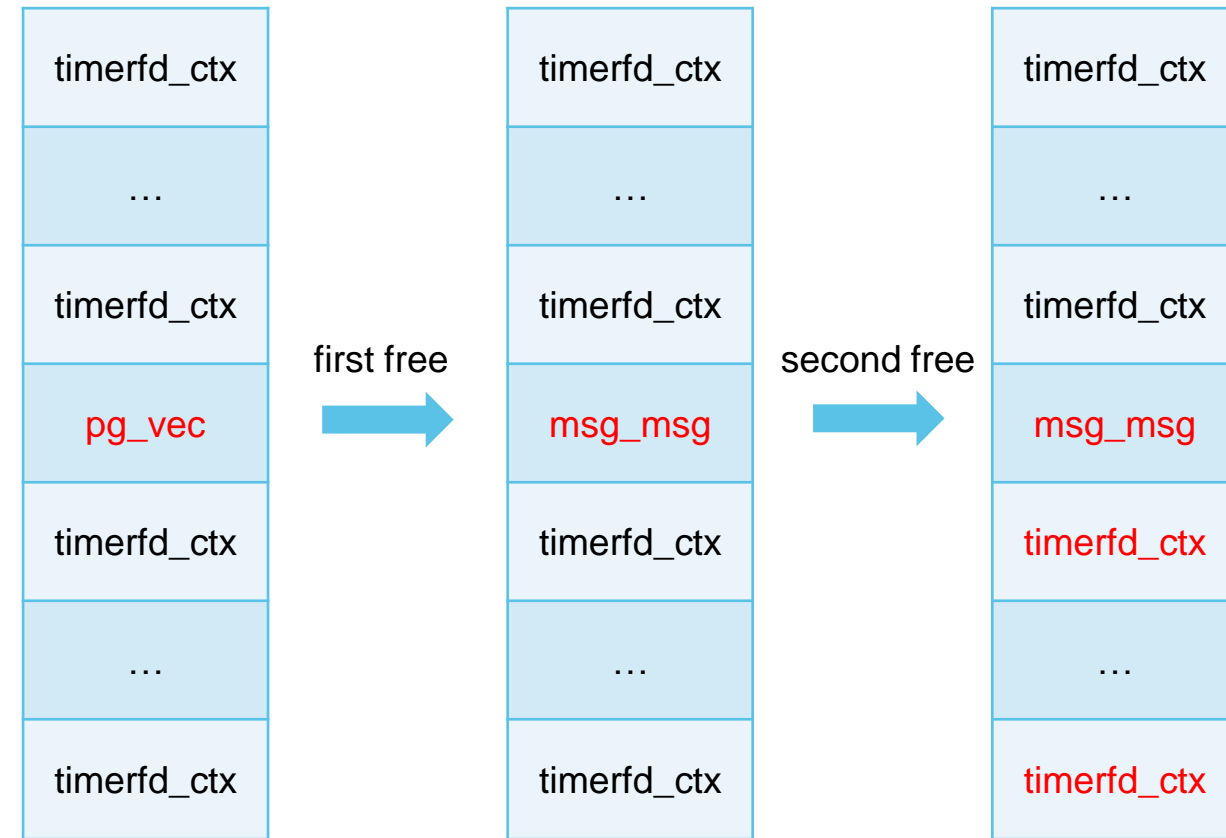 timerfd_ctx
...
timerfd_ctx
pg_vec
timerfd_ctx
...
timerfd_ctx
first free
timerfd_ctx
...
timerfd_ctx
msg_msg
timerfd_ctx
...
timerfd_ctx
second free
timerfd_ctx
...
timerfd_ctx
msg_msg
timerfd_ctx
...
timerfd_ctx